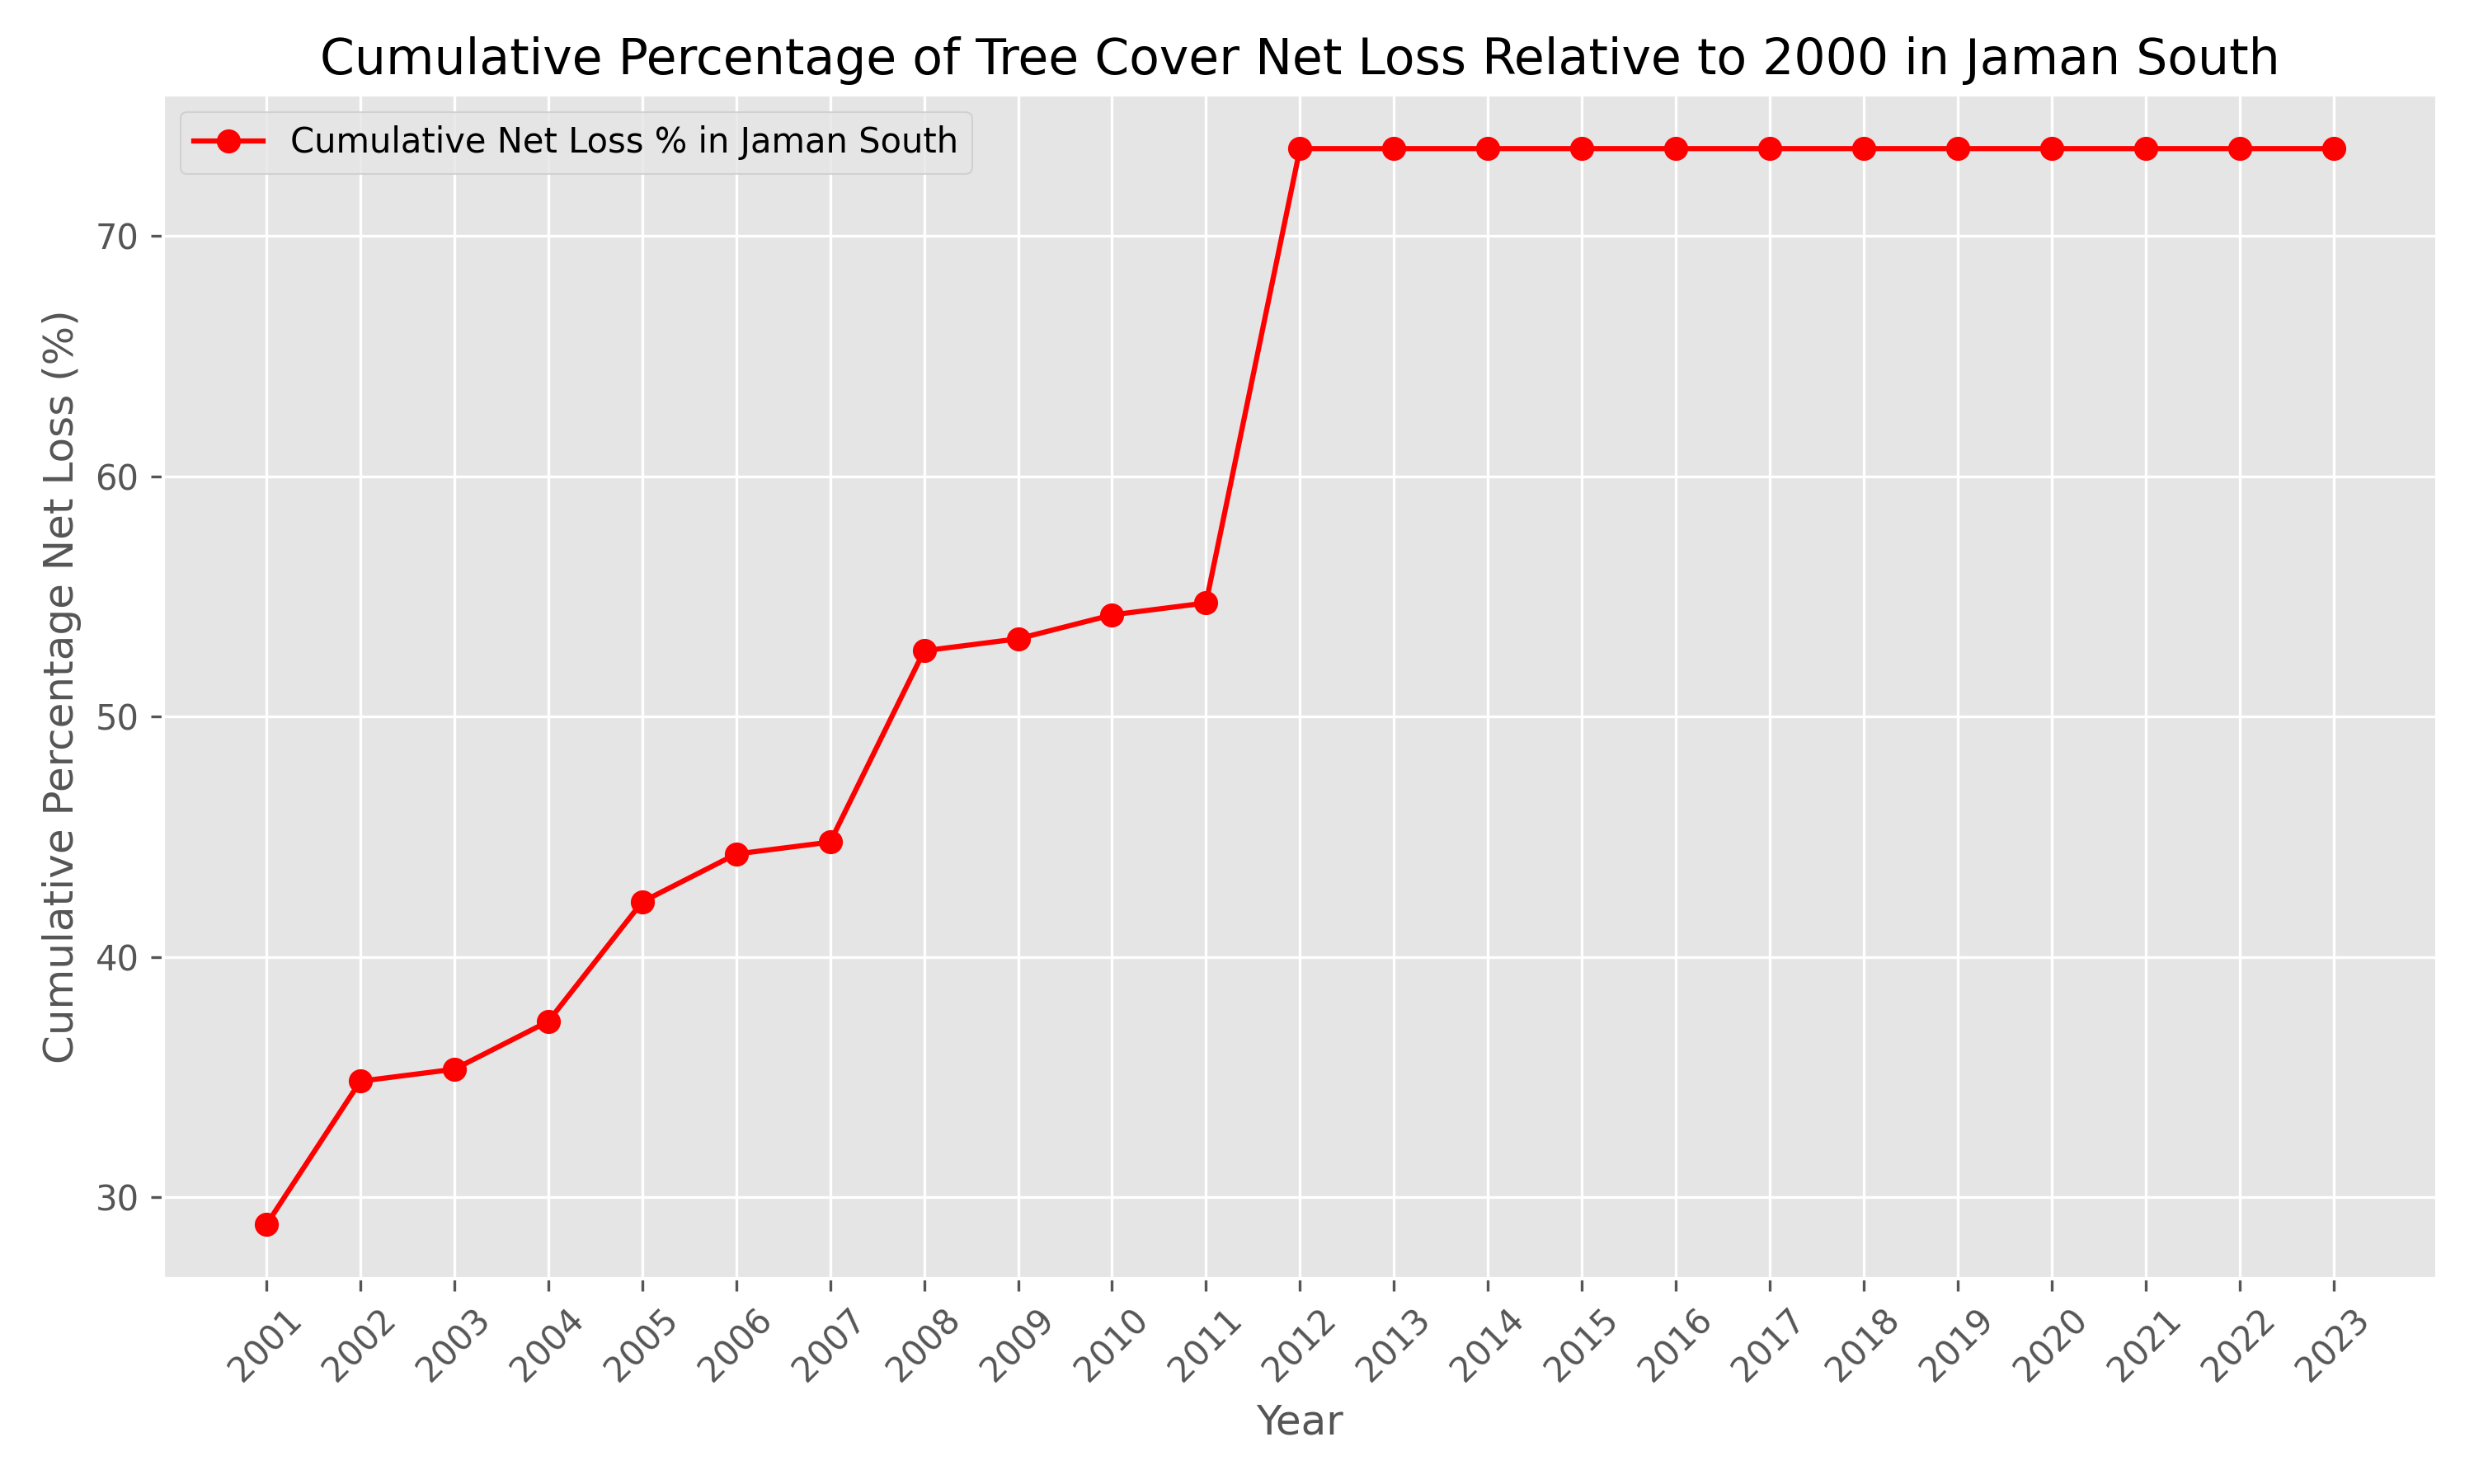 Cumulative Percentage of Tree Cover Net Loss Relative to 2000 in Jaman South
Cumulative Net Loss % in Jaman South
Cumulative Percentage Net Loss (%)
70
60
50
40
30
2001 2002 2003 2004 2005 2006 2007 2008 2009 2010 2011 2012 2013 2014 2015 2016 2017 2018 2019 2020 2021 2022 2023
Year